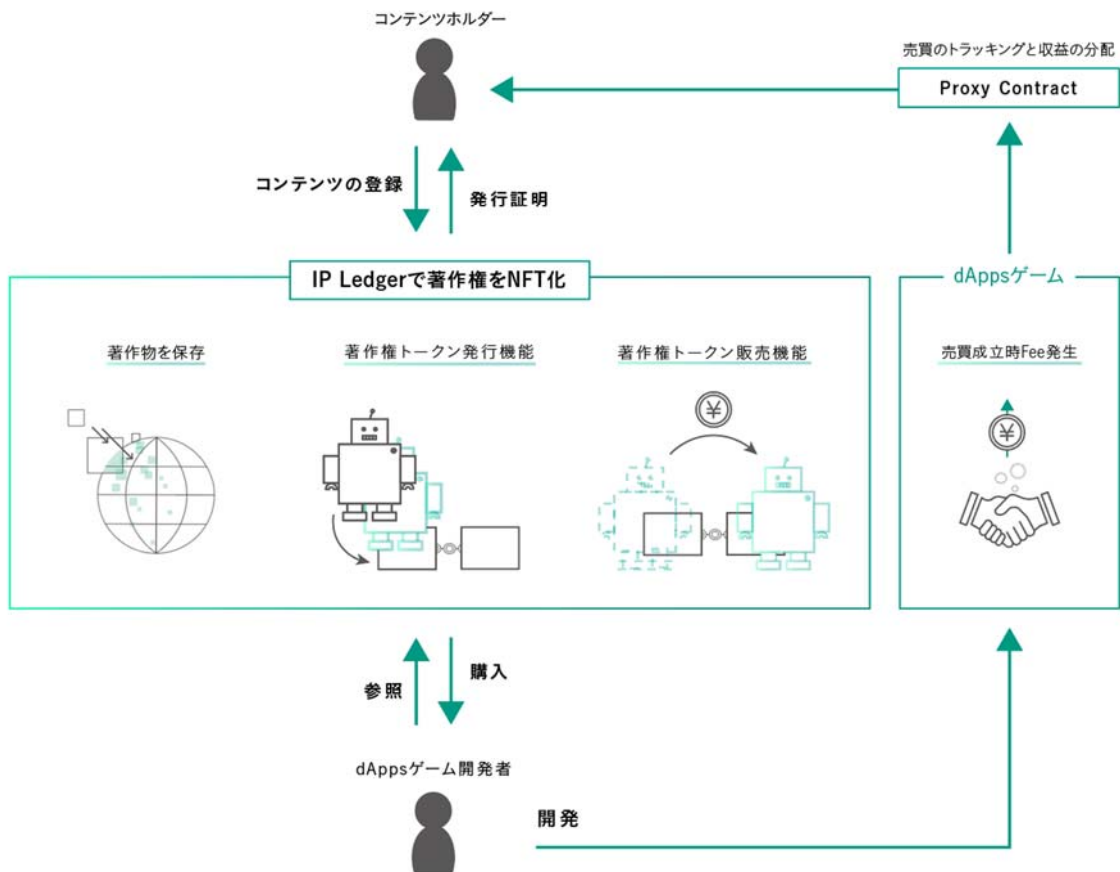 コンテンツホルダー
売買のトラッキングと収益の分配
Proxy Contract
コンテンツの登録
発行証明
IP Ledgerで著作権をNFT化
dAppsゲーム
著作物を保存
著作権トークン発行機能
著作権トークン販売機能
売買成立時Fee発生
¥
¥
参照
購入
dAppsゲーム開発者
開発